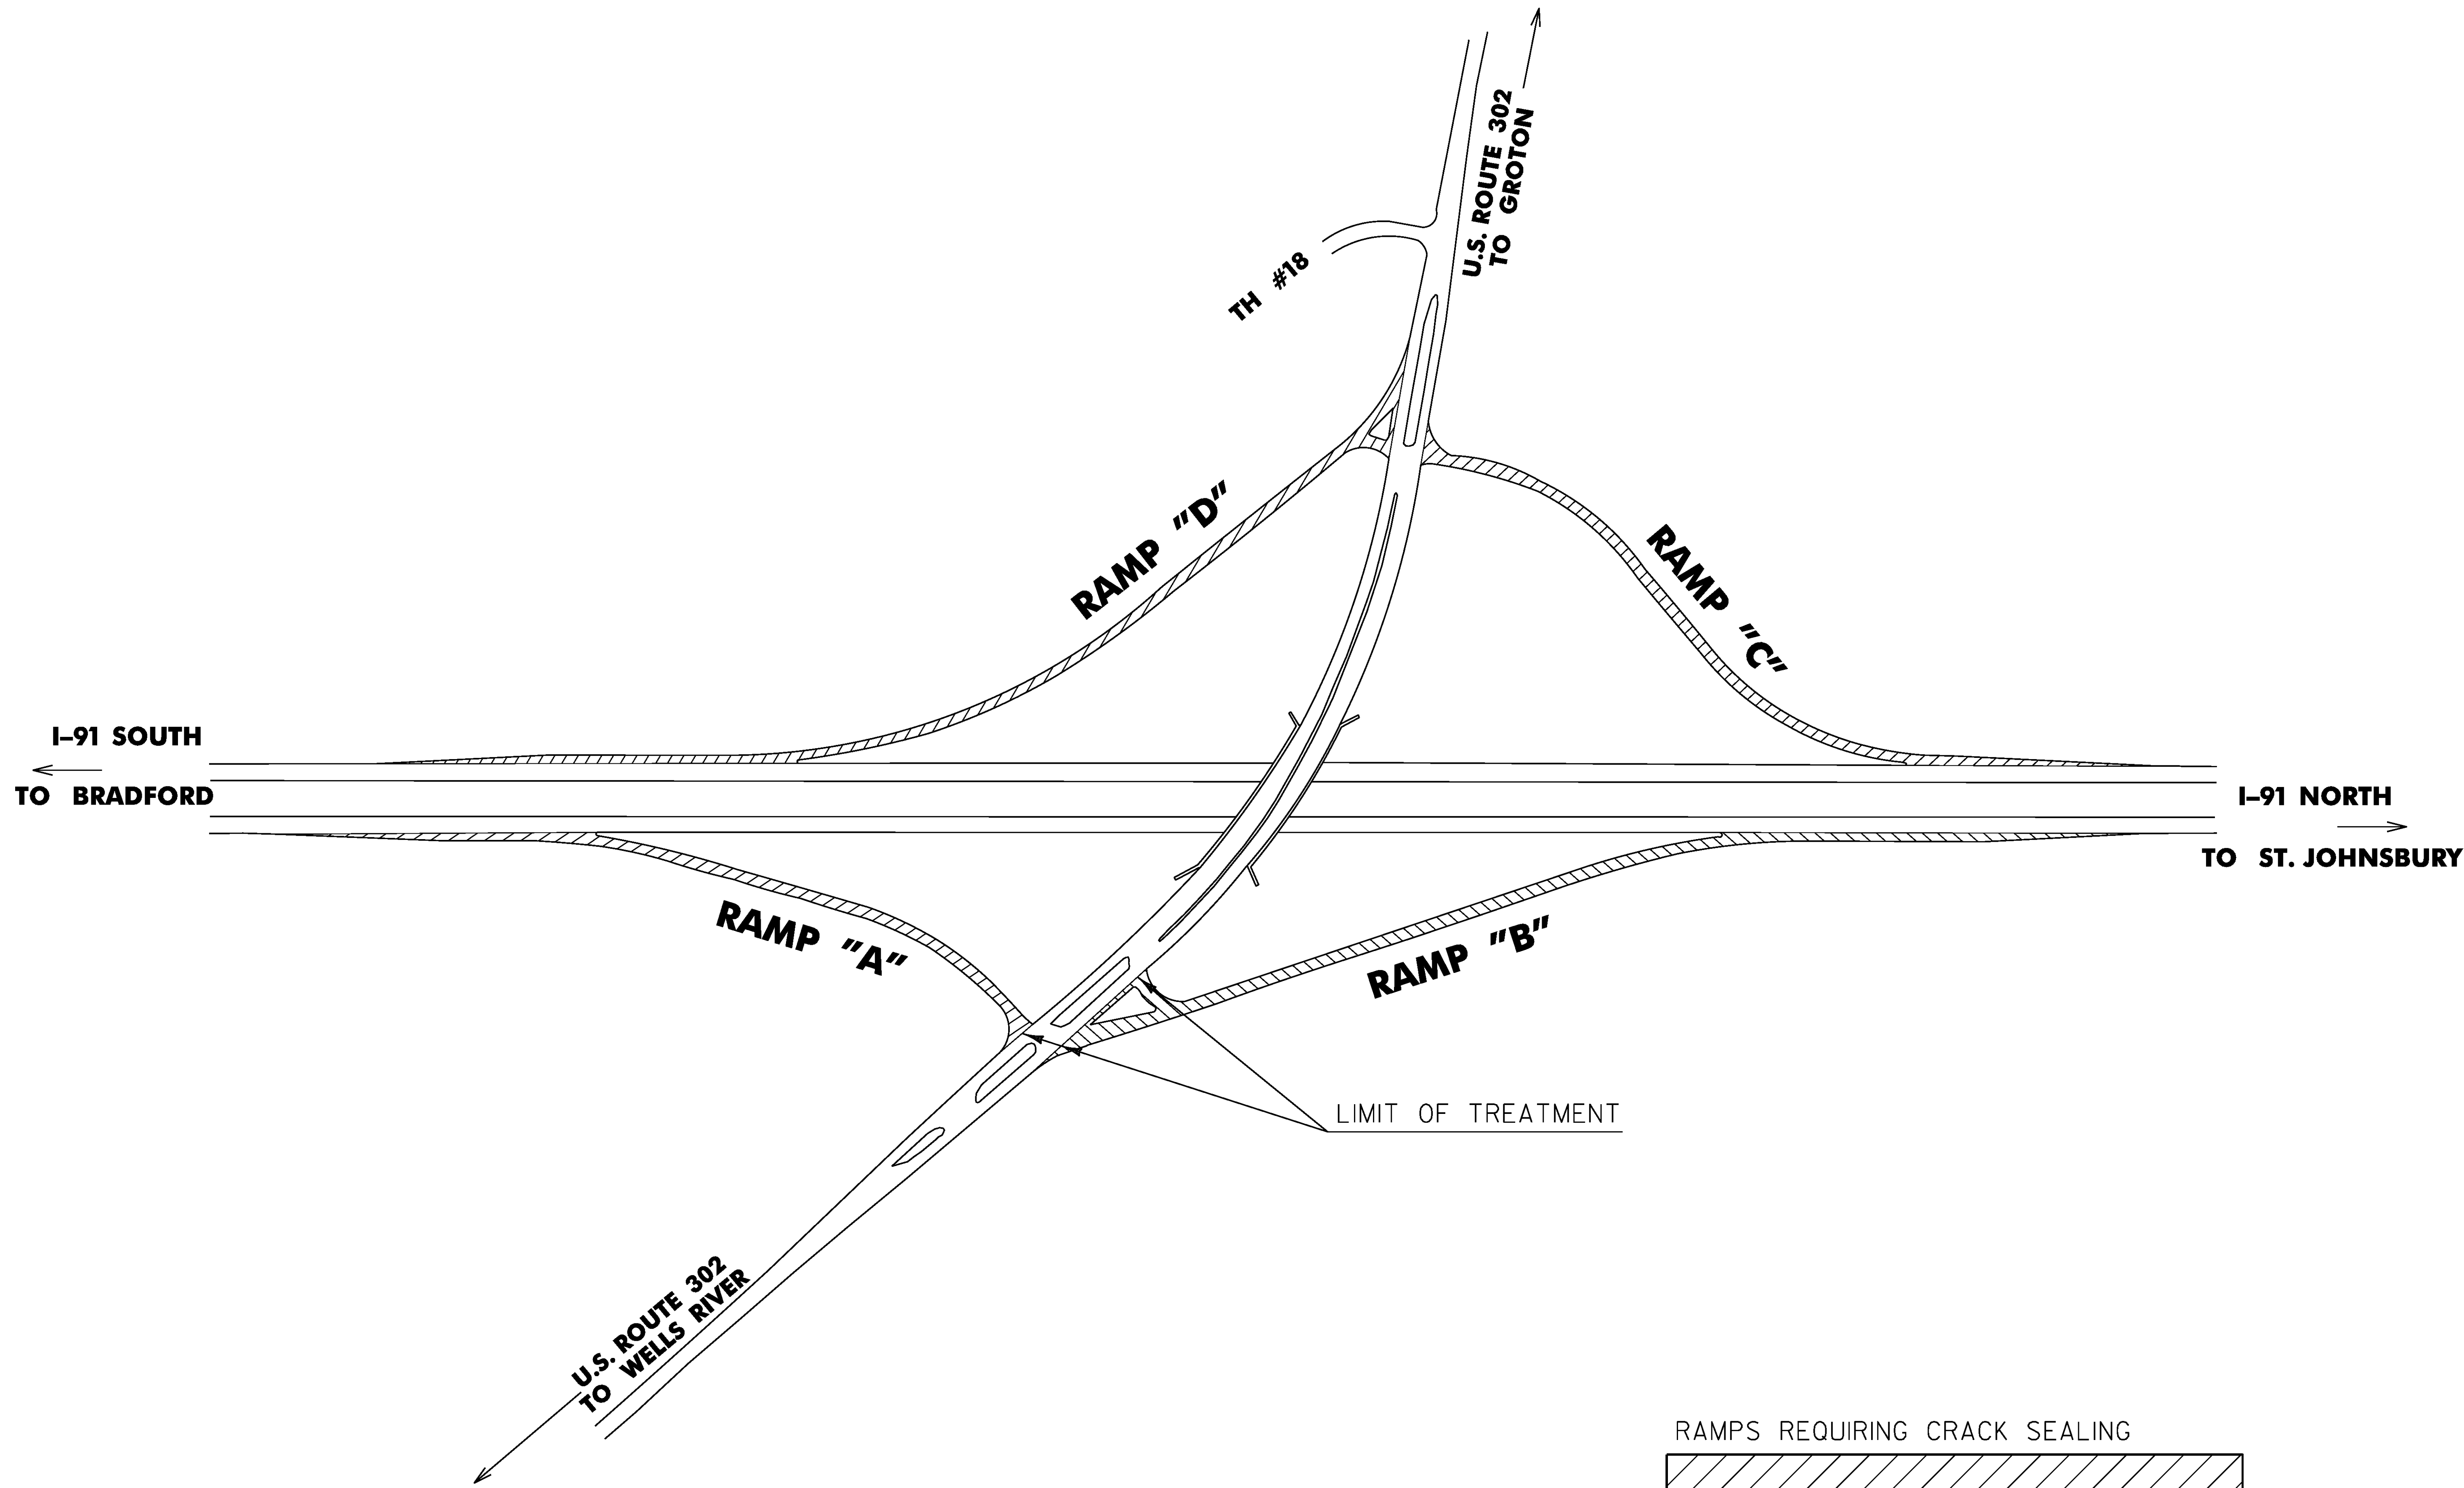 U.S. ROUTE 302
TO GROTON
TH #18
RAMP "D"
RAMP "C"
I-91 SOUTH
TO BRADFORD
I-91 NORTH
TO ST. JOHNSBURY
RAMP "A"
RAMP "B"
LIMIT OF TREATMENT
U.S. ROUTE 302
TO WELLS RIVER
RAMPS REQUIRING CRACK SEALING